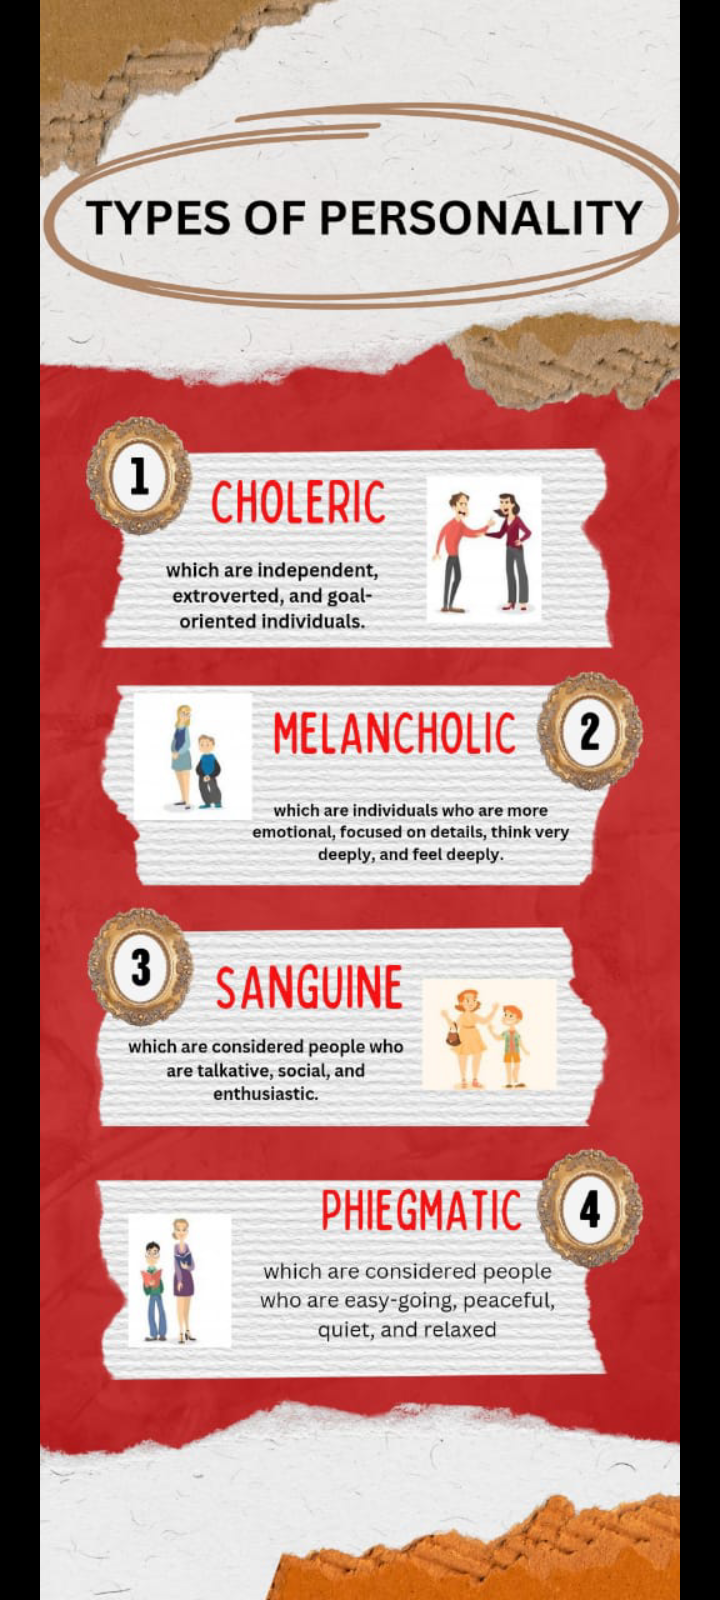 TYPES OF PERSONALITY
1
CHOLERIC
which are independent,
extroverted, and goal-
oriented individuals.
MELANCHOLIC
2
which are individuals who are more
emotional, focused on details, think very
deeply, and feel deeply.
3
SANGUINE
which are considered people who
are talkative, social, and
enthusiastic.
PHIEGMATIC
4
which are considered people
who are easy-going, peaceful,
quiet, and relaxed